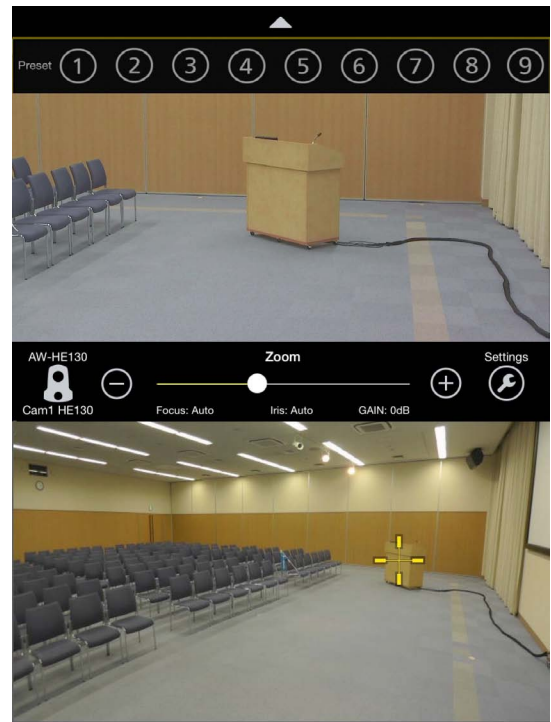 Preset 1 2 3 4 5 6 7 8 9
AW-HE130 Zoom Settings
Cam1 HE130 Focus: Auto Iris: Auto GAIN: 0dB